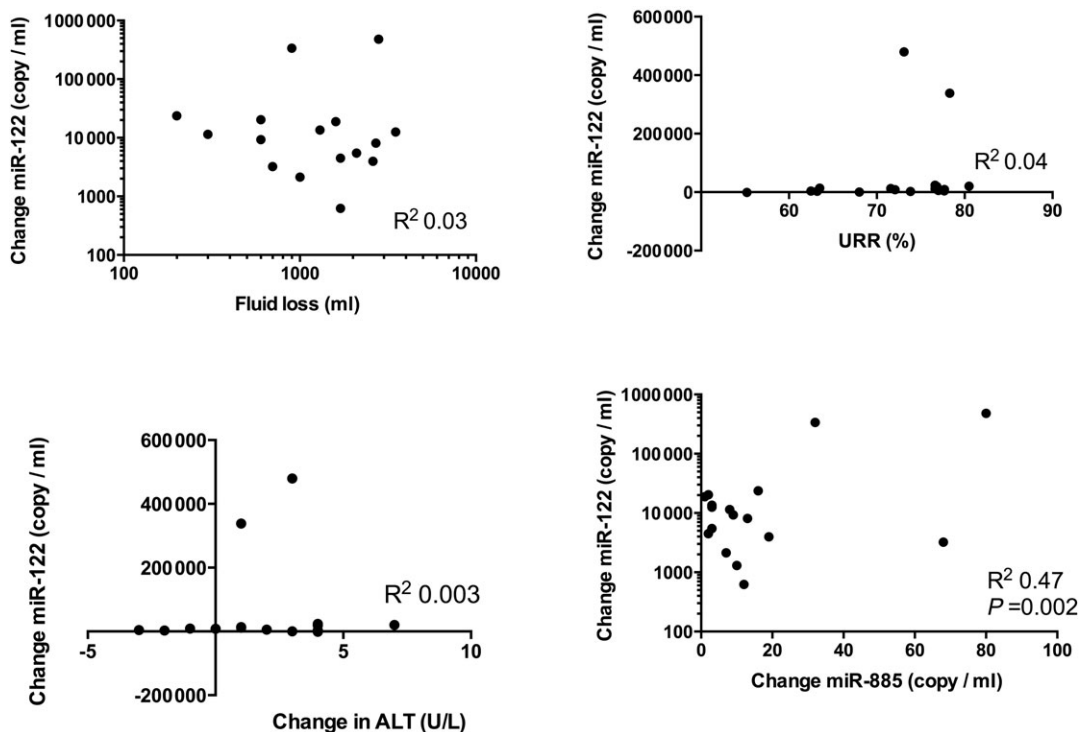 Change miR-122 (copy / ml)
1000 000
100 000
10 000
1000
100
100
1000
10000
R² 0.03
Fluid loss (ml)
Change miR-122 (copy / ml)
600 000
400 000
200 000
0
-200 000
60
70
80
90
R² 0.04
URR (%)
Change miR-122 (copy / ml)
600 000
400 000
200 000
-200 000
-5
5
10
R² 0.003
Change in ALT (U/L)
Change miR-122 (copy / ml)
1000 000
100 000
10 000
1000
100
0
20
40
60
80
100
R² 0.47
P =0.002
Change miR-885 (copy / ml)